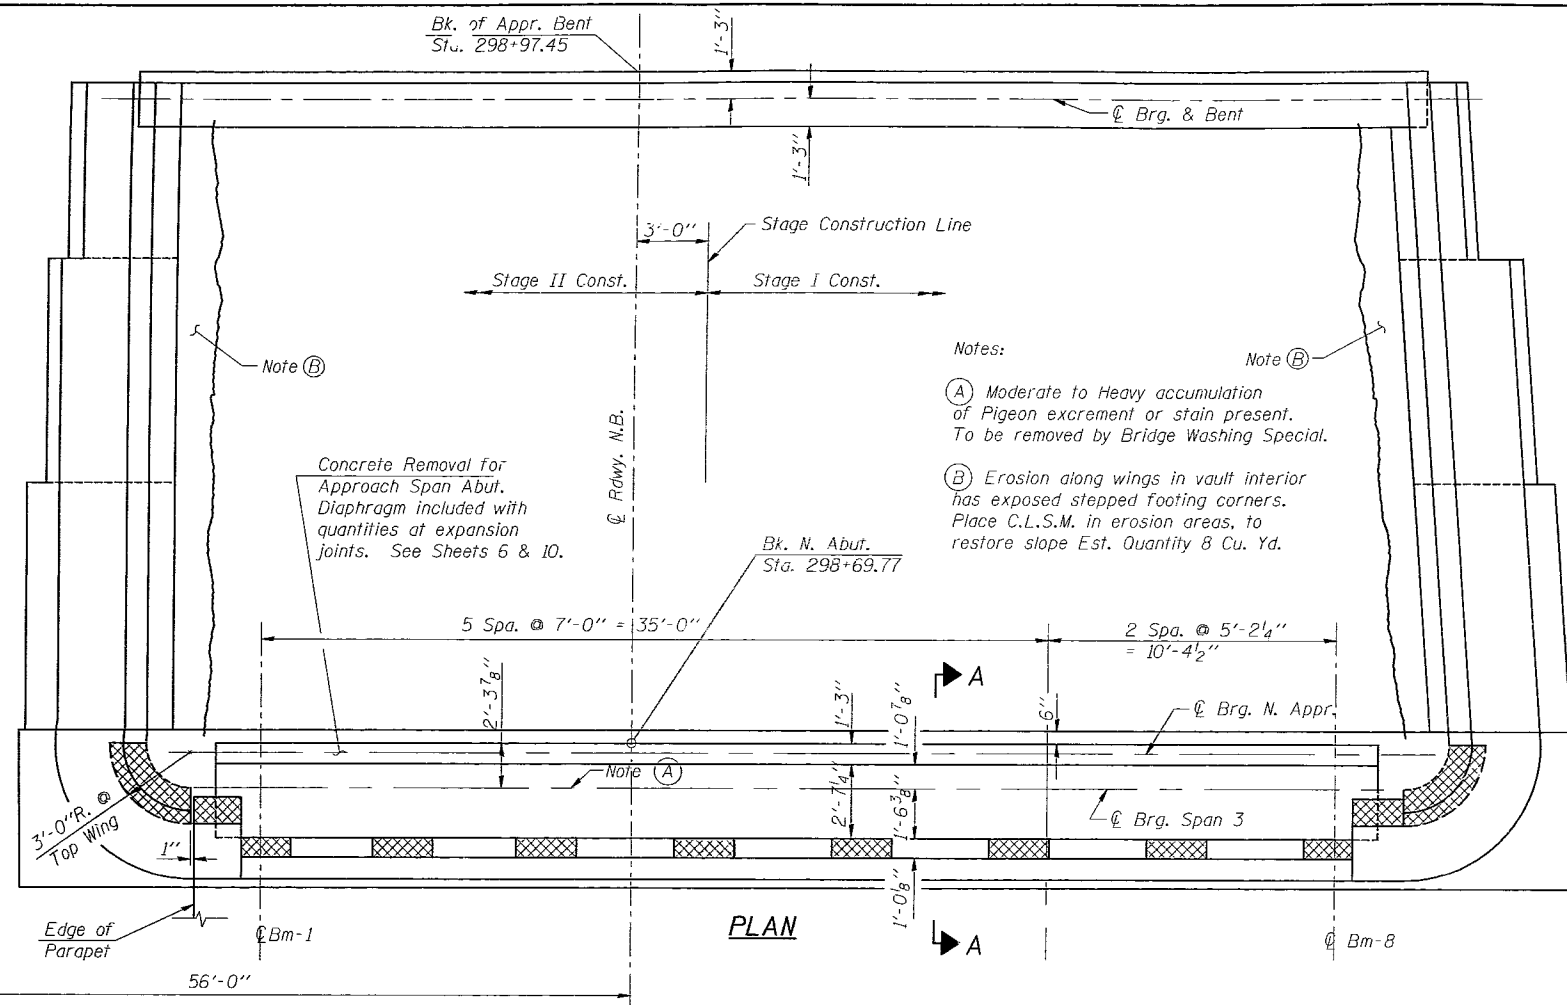 Bk. of Appr. Bent
Sta. 298+97.45
1'-3"
℄ Brg. & Bent
1'-3"
3'-0"
Stage Construction Line
Stage II Const.
Stage I Const.
Note (B)
Notes:
Note (B)
(A) Moderate to Heavy accumulation
of Pigeon excrement or stain present.
To be removed by Bridge Washing Special.
(B) Erosion along wings in vault interior
has exposed stepped footing corners.
Place C.L.S.M. in erosion areas, to
restore slope Est. Quantity 8 Cu. Yd.
℄ Rdwy. N.B.
Concrete Removal for
Approach Span Abut.
Diaphragm included with
quantities at expansion
joints. See Sheets 6 & 10.
Bk. N. Abut.
Sta. 298+69.77
5 Spa. @ 7'-0" = 35'-0"
2 Spa. @ 5'-2¼"
= 10'-4½"
A
2'-3⅞"
1'-3"
1'-0⅞"
6"
℄ Brg. N. Appr.
Note (A)
2'-7¼"
1'-6⅜"
℄ Brg. Span 3
3'-0"R. @
Top Wing
1"
1'-0⅛"
Edge of
Parapet
℄ Bm-1
PLAN
A
℄ Bm-8
56'-0"